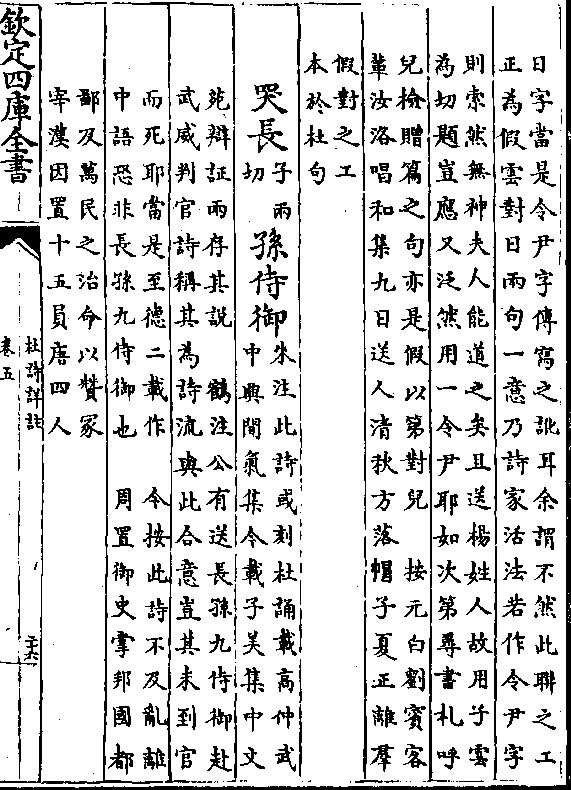 日字當是令尹字傳寫之訛耳余謂不然此聯之工
正為假雲對日兩句一意乃詩家活法若作令尹字
則索然無神夫人能道之矣且送楊姓人故用子雲
為切題豈應又泛然用一令尹耶如次第尋書札呼
兒檢贈篇之句亦是假以第對兒　按元白劉賓客
輩汝洛唱和集九日送人清秋方落帽子夏正離羣
假對之工
本於杜句
哭長子兩切孫侍御朱注此詩或刻杜誦載高仲武
中興間氣集今載子美集中文
苑辯証兩存其說　鶴注公有送長孫九侍御赴
武威判官詩稱其為詩流與此合意豈其未到官
而死耶當是至德二載作　今按此詩不及亂離
中語恐非長孫九侍御也　周置御史掌邦國都
鄙及萬民之治命以贊冢
宰漢因置十五員唐四人
欽定四庫全書
杜詩詳註
卷五
二十六